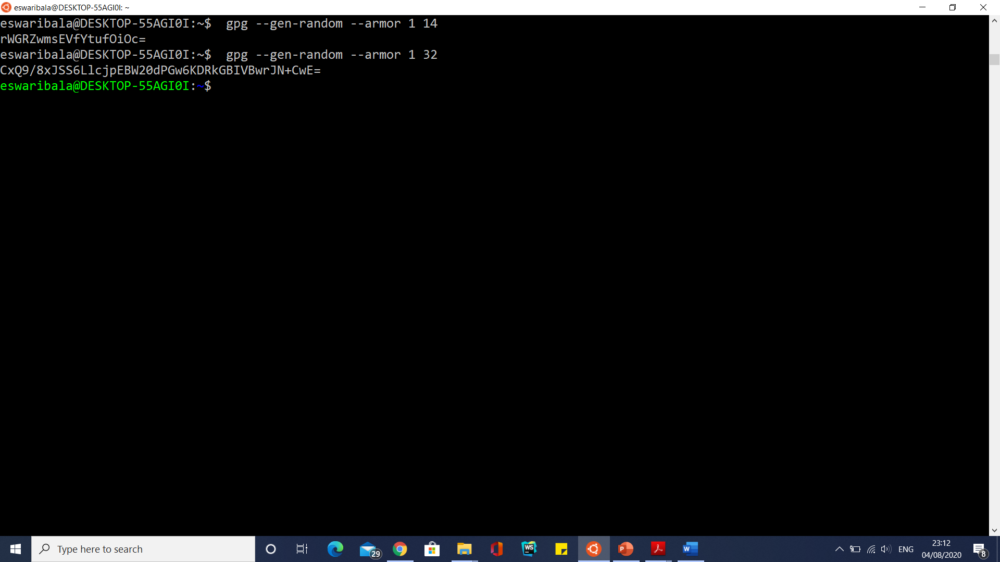 eswaribala@DESKTOP-55AGI0I: ~
eswaribala@DESKTOP-55AGI0I:~$  gpg --gen-random --armor 1 14
rWGRZwmsEVfYtufOiOc=
eswaribala@DESKTOP-55AGI0I:~$  gpg --gen-random --armor 1 32
CxQ9/8xJSS6LlcjpEBW20dPGw6KDRkGBIVBwrJN+CwE=
eswaribala@DESKTOP-55AGI0I:~$
Type here to search
29
WS
P
W
ENG
23:12
04/08/2020
8